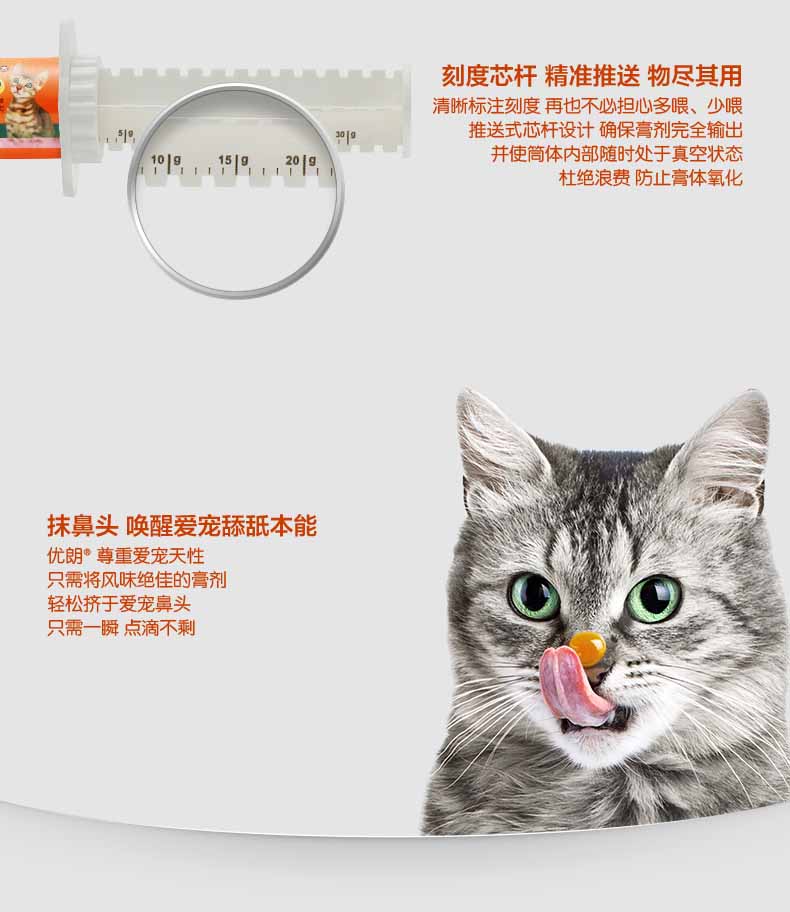 刻度芯杆 精准推送 物尽其用
清晰标注刻度 再也不必担心多喂、少喂
推送式芯杆设计 确保膏剂完全输出
并使筒体内部随时处于真空状态
杜绝浪费 防止膏体氧化
5 g 30 g
10 g 15 g 20 g
抹鼻头 唤醒爱宠舔舐本能
优朗® 尊重爱宠天性
只需将风味绝佳的膏剂
轻松挤于爱宠鼻头
只需一瞬 点滴不剩